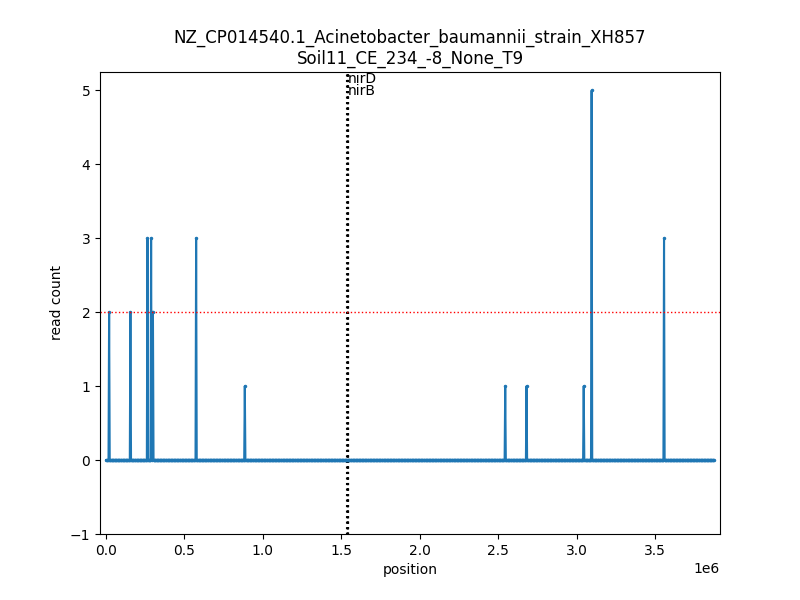 NZ_CP014540.1_Acinetobacter_baumannii_strain_XH857
Soil11_CE_234_-8_None_T9
nirD
nirB
5
4
3
2
1
0
−1
read count
0.0 0.5 1.0 1.5 2.0 2.5 3.0 3.5
1e6
position